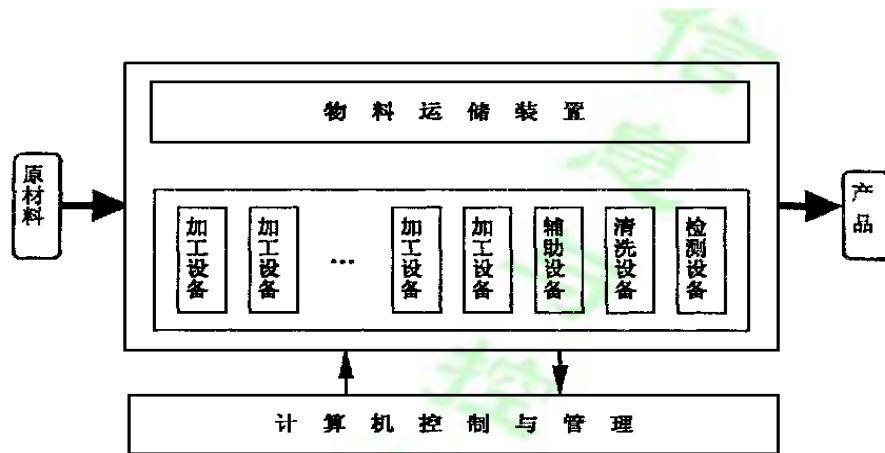 物料运储装置
原材料
加工设备
加工设备
...
加工设备
加工设备
辅助设备
清洗设备
检测设备
产品
计算机控制与管理